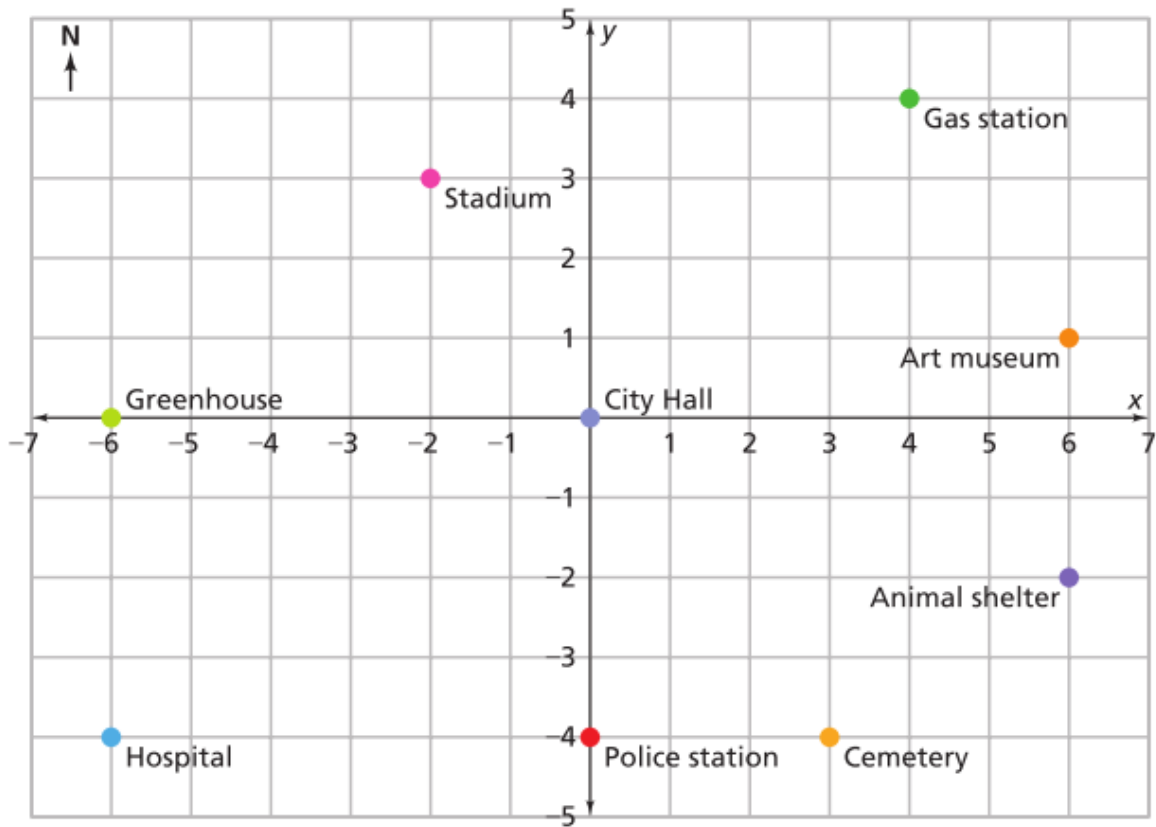 5
N
y
4
Gas station
3
Stadium
2
1
Art museum
Greenhouse
City Hall
x
−7 −6 −5 −4 −3 −2 −1 1 2 3 4 5 6 7
−1
−2
Animal shelter
−3
−4
Hospital
Police station
Cemetery
−5